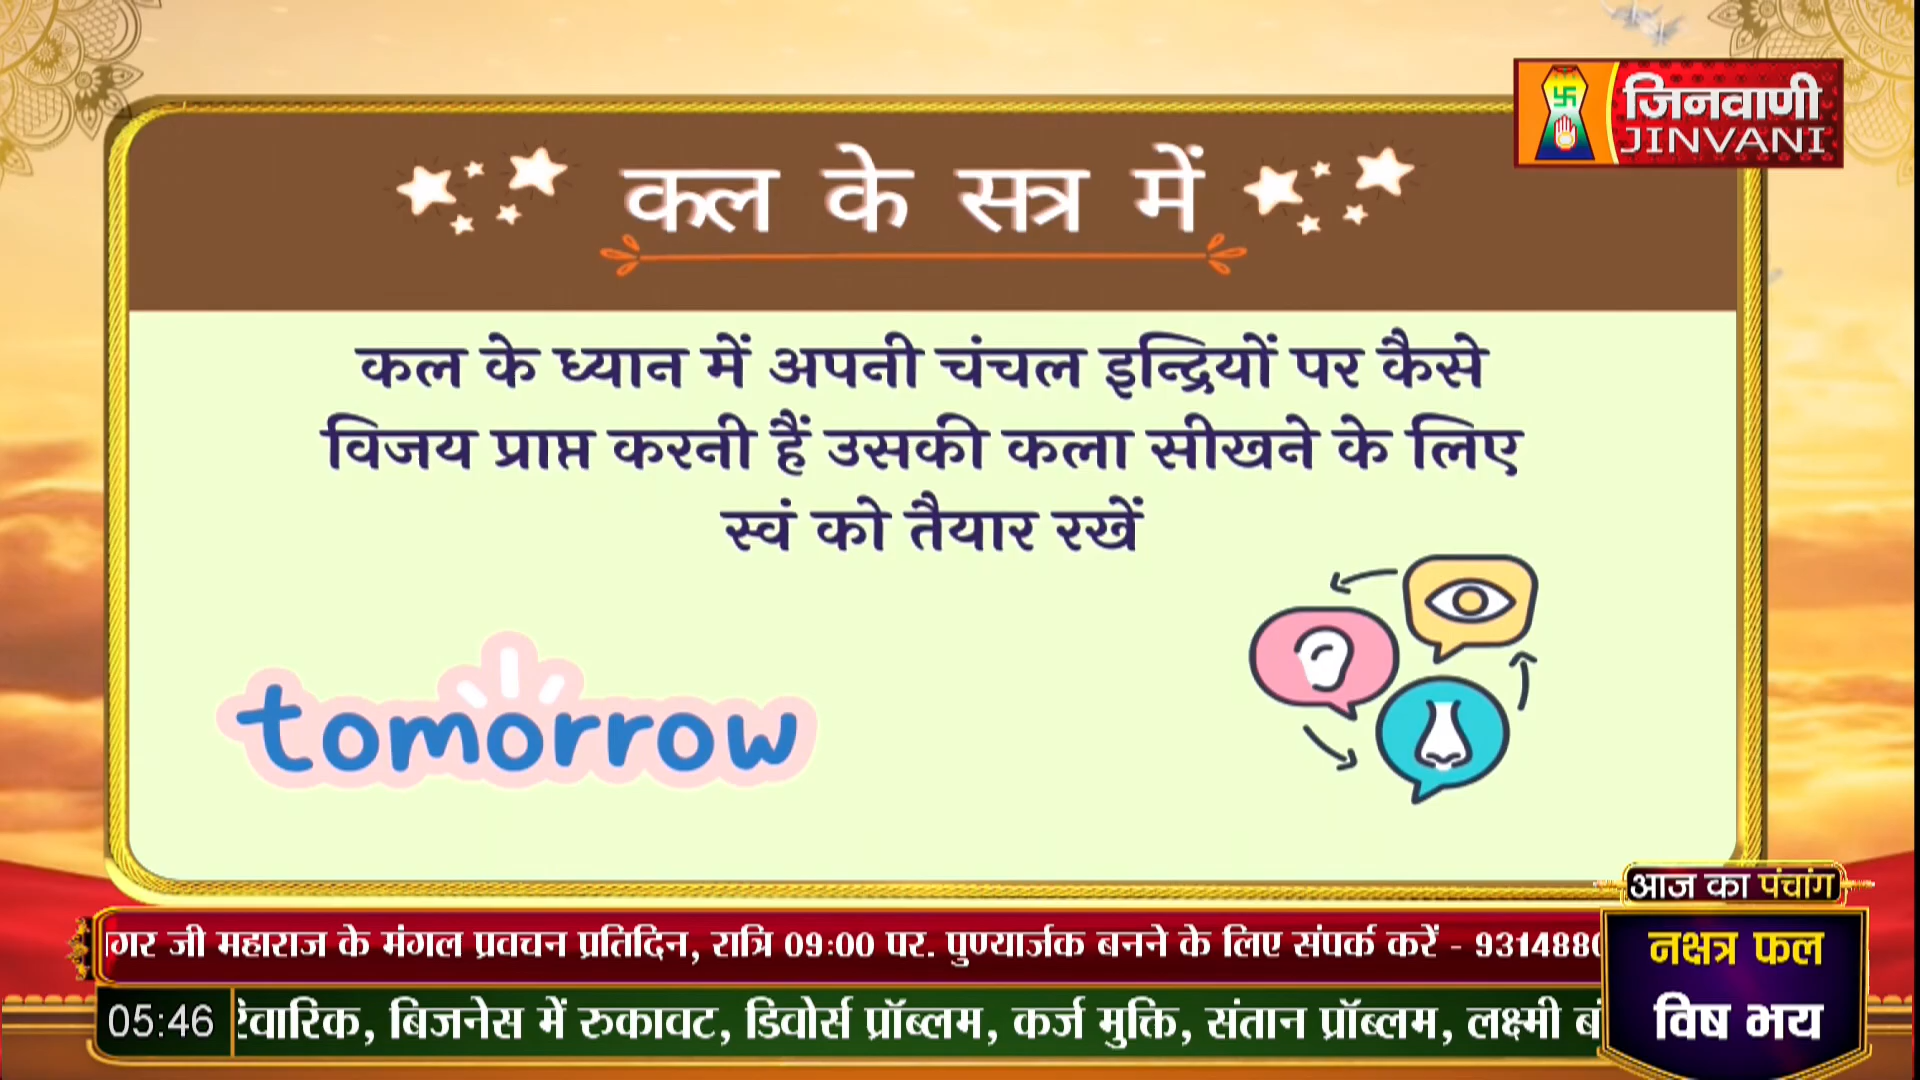 जिनवाणी
JINVANI
कल के सत्र में
कल के ध्यान में अपनी चंचल इन्द्रियों पर कैसे
विजय प्राप्त करनी हैं उसकी कला सीखने के लिए
स्वं को तैयार रखें
tomorrow
आज का पंचांग
जी महाराज के मंगल प्रवचन प्रतिदिन, रात्रि 09:00 पर. पुण्यार्जक बनने के लिए संपर्क करें -
नक्षत्र फल
विष भय
05:46
बिजनेस में रुकावट, डिवोर्स प्रॉब्लम, कर्ज मुक्ति, संतान प्रॉब्लम, लक्ष्मी